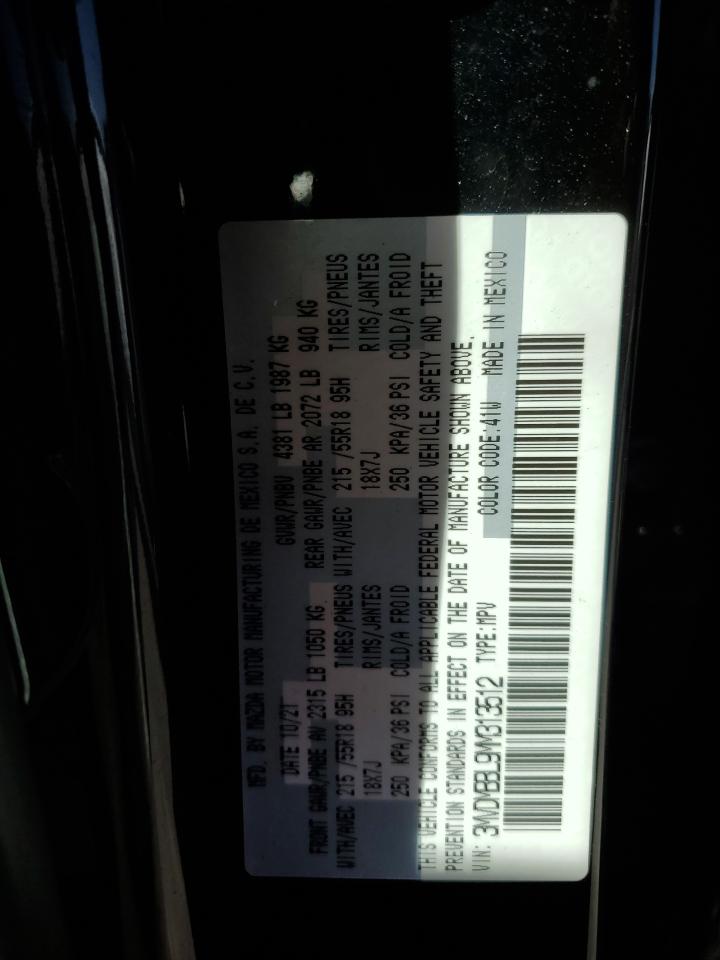 MFD. BY MAZDA MOTOR MANUFACTURING DE MEXICO S.A. DE C.V.
DATE 10/21 GVWR/PNBV 4381 LB 1987 KG
FRONT GAWR/PNBE AV 2315 LB 1050 KG REAR GAWR/PNBE AR 2072 LB 940 KG
WITH/AVEC 215 /55R18 95H TIRES/PNEUS WITH/AVEC 215 /55R18 95H TIRES/PNEUS
18X7J RIMS/JANTES 18X7J RIMS/JANTES
250 KPA/36 PSI COLD/A FROID 250 KPA/36 PSI COLD/A FROID
THIS VEHICLE CONFORMS TO ALL APPLICABLE FEDERAL MOTOR VEHICLE SAFETY AND THEFT
PREVENTION STANDARDS IN EFFECT ON THE DATE OF MANUFACTURE SHOWN ABOVE.
VIN: TYPE:MPV COLOR CODE:41W MADE IN MEXICO